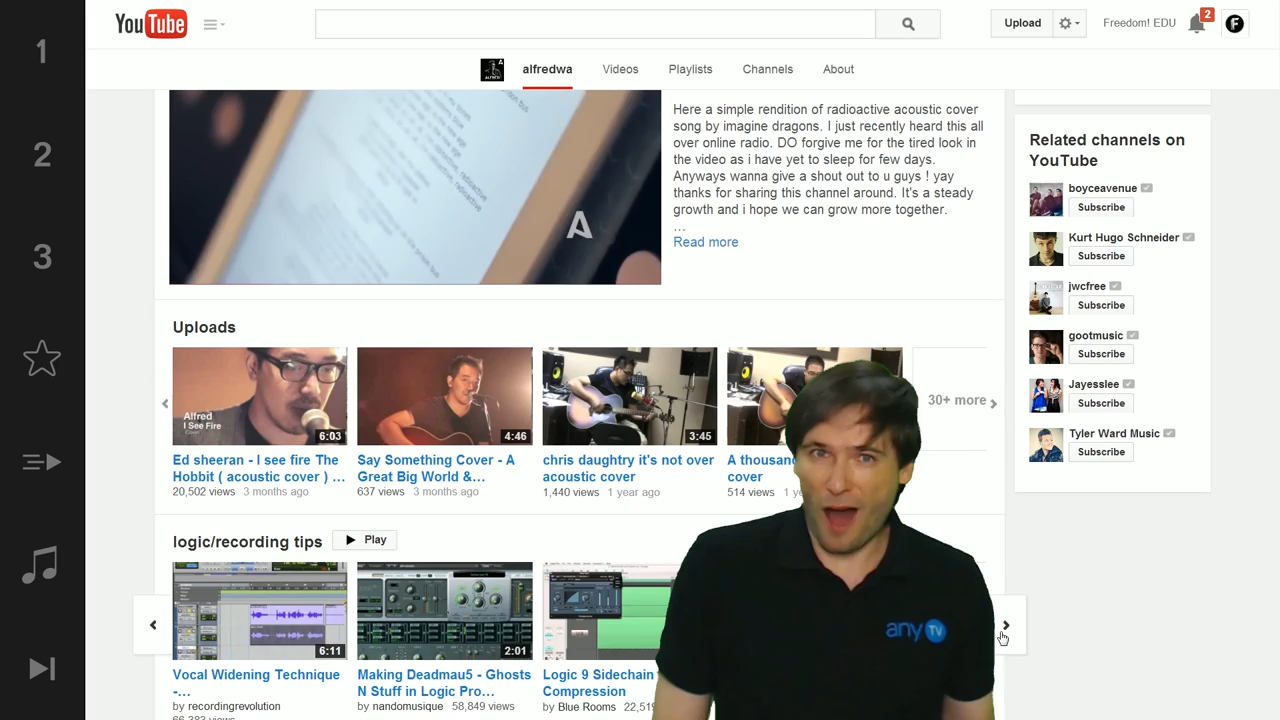 1
2
3
YouTube
Upload
Freedom! EDU
2
F
alfredwa
Videos
Playlists
Channels
About
Here a simple rendition of radioactive acoustic cover
song by imagine dragons. I just recently heard this all
over online radio. DO forgive me for the tired look in
the video as i have yet to sleep for few days.
Anyways wanna give a shout out to u guys ! yay
thanks for sharing this channel around. It's a steady
growth and i hope we can grow more together.
...
Read more
A
Related channels on
YouTube
boyceavenue
Subscribe
Kurt Hugo Schneider
Subscribe
jwcfree
Subscribe
gootmusic
Subscribe
Jayesslee
Subscribe
Tyler Ward Music
Subscribe
Uploads
Alfred
I See Fire
6:03
4:46
3:45
30+ more
Ed sheeran - I see fire The
Hobbit ( acoustic cover ) ...
20,502 views 3 months ago
Say Something Cover - A
Great Big World &...
637 views 3 months ago
chris daughtry it's not over
acoustic cover
1,440 views 1 year ago
A thousan
cover
514 views 1 ye
logic/recording tips
Play
6:11
2:01
Vocal Widening Technique
-...
by recordingrevolution
66,383 views
Making Deadmau5 - Ghosts
N Stuff in Logic Pro...
by nandomusique 58,849 views
Logic 9 Sidechain
Compression
by Blue Rooms 22,519
anyTV